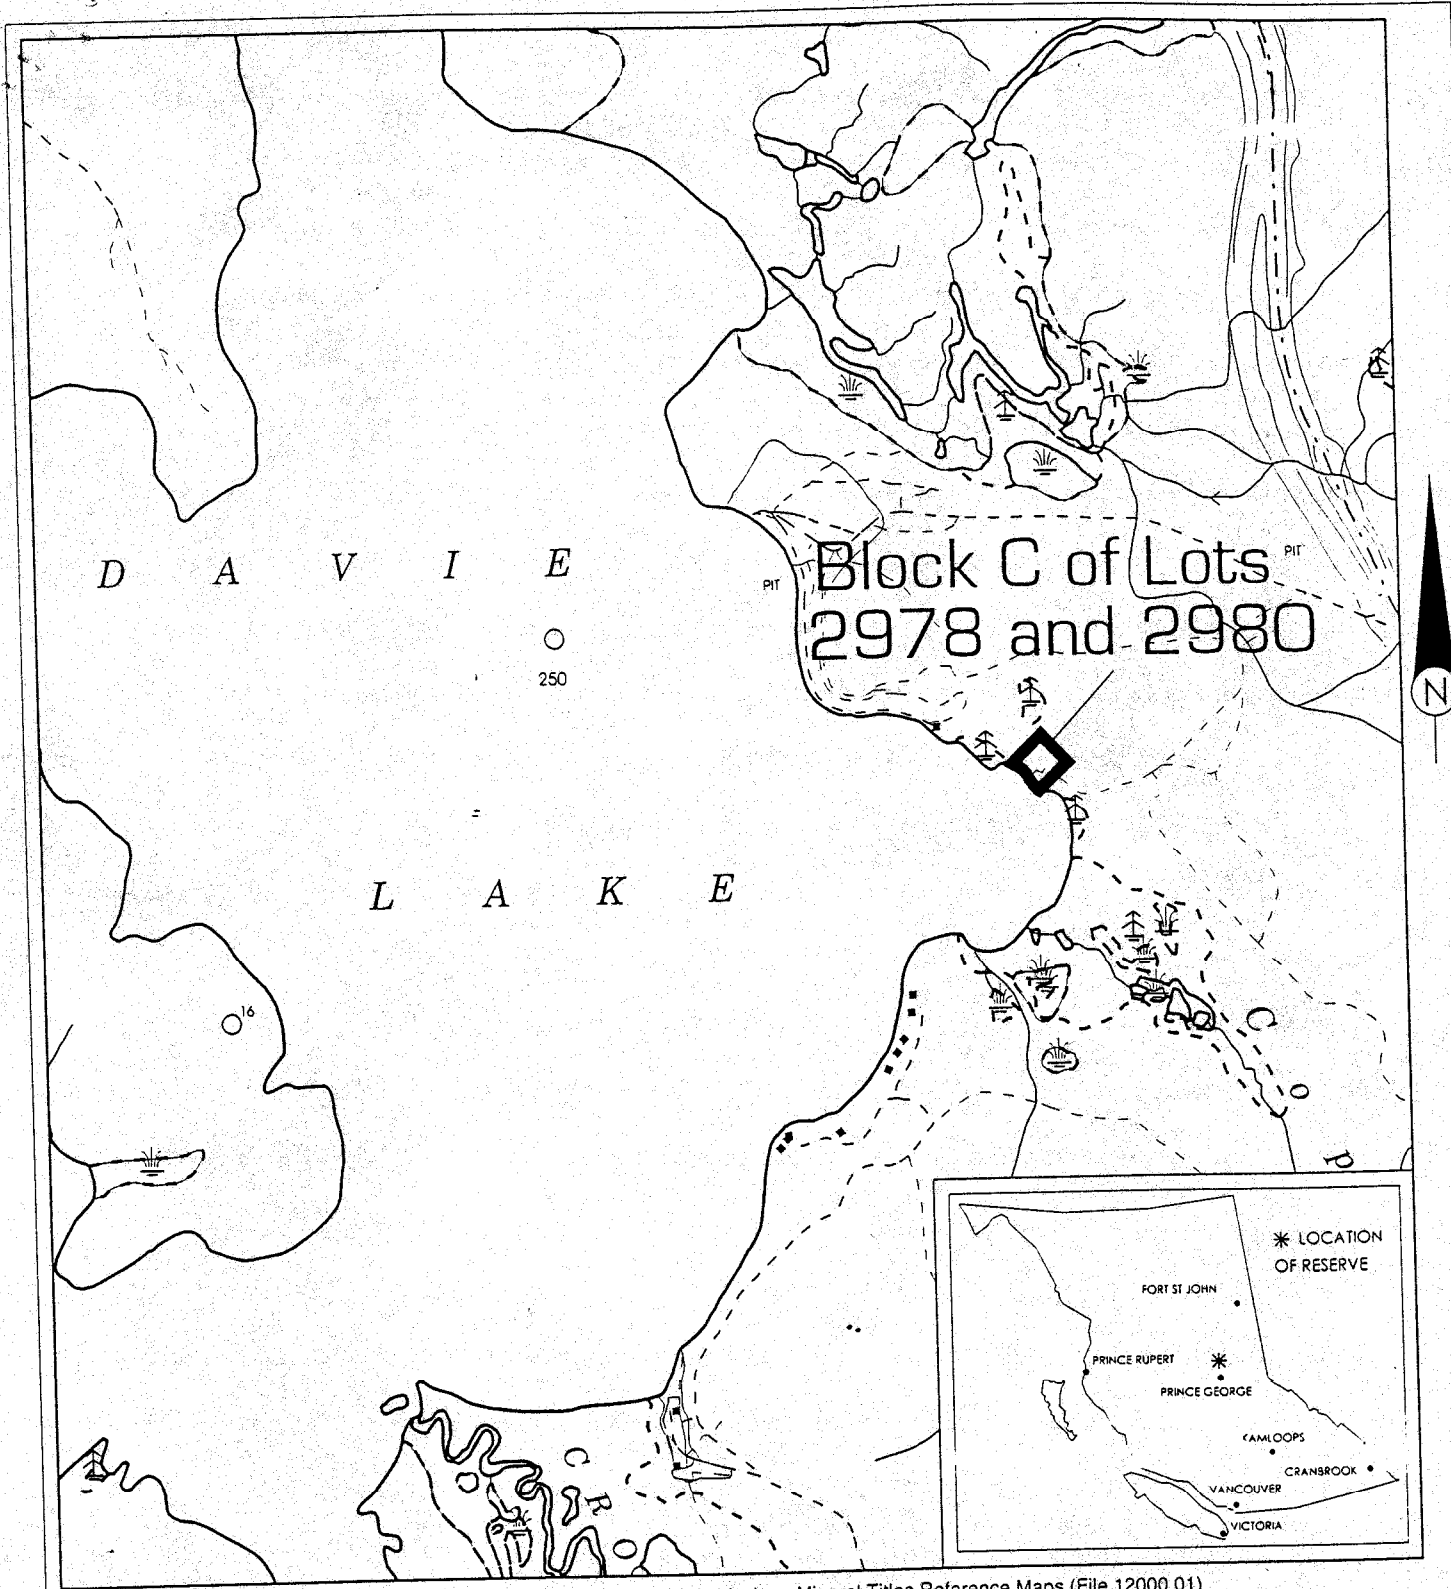 D A V I E
Block C of Lots
PIT
PIT
2978 and 2980
250
N
L A K E
16
C
o
P
* LOCATION
OF RESERVE
FORT ST JOHN
PRINCE RUPERT
PRINCE GEORGE
KAMLOOPS
CRANBROOK
VANCOUVER
VICTORIA
C
R
O
Titles Reference Maps (File 12000 01)